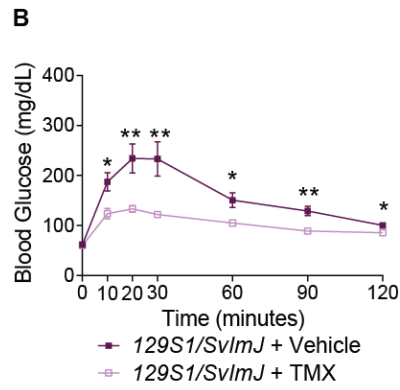 B
Blood Glucose (mg/dL)
400
300
200
100
0
* ** ** * ** *
0 10 20 30 60 90 120
Time (minutes)
129S1/SvImJ + Vehicle
129S1/SvImJ + TMX